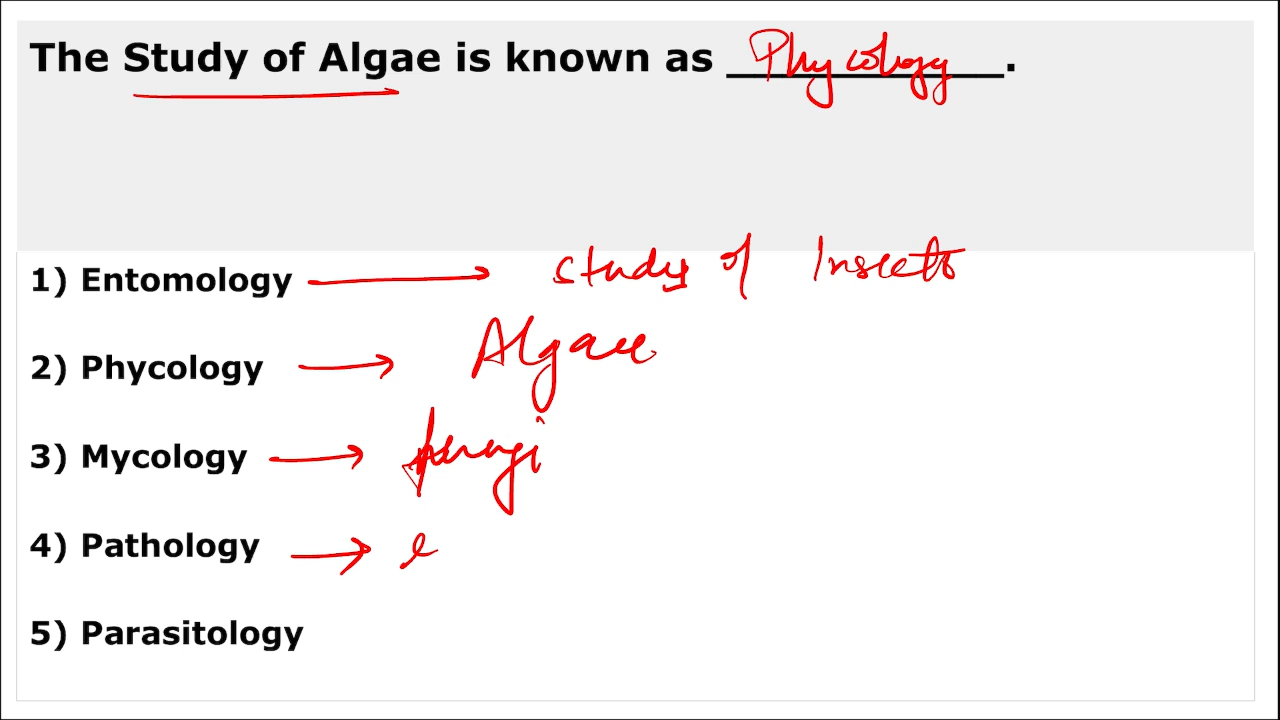 The Study of Algae is known as Phycology.
1) Entomology → study of Insects
2) Phycology → Algae
3) Mycology → fungi
4) Pathology → e
5) Parasitology